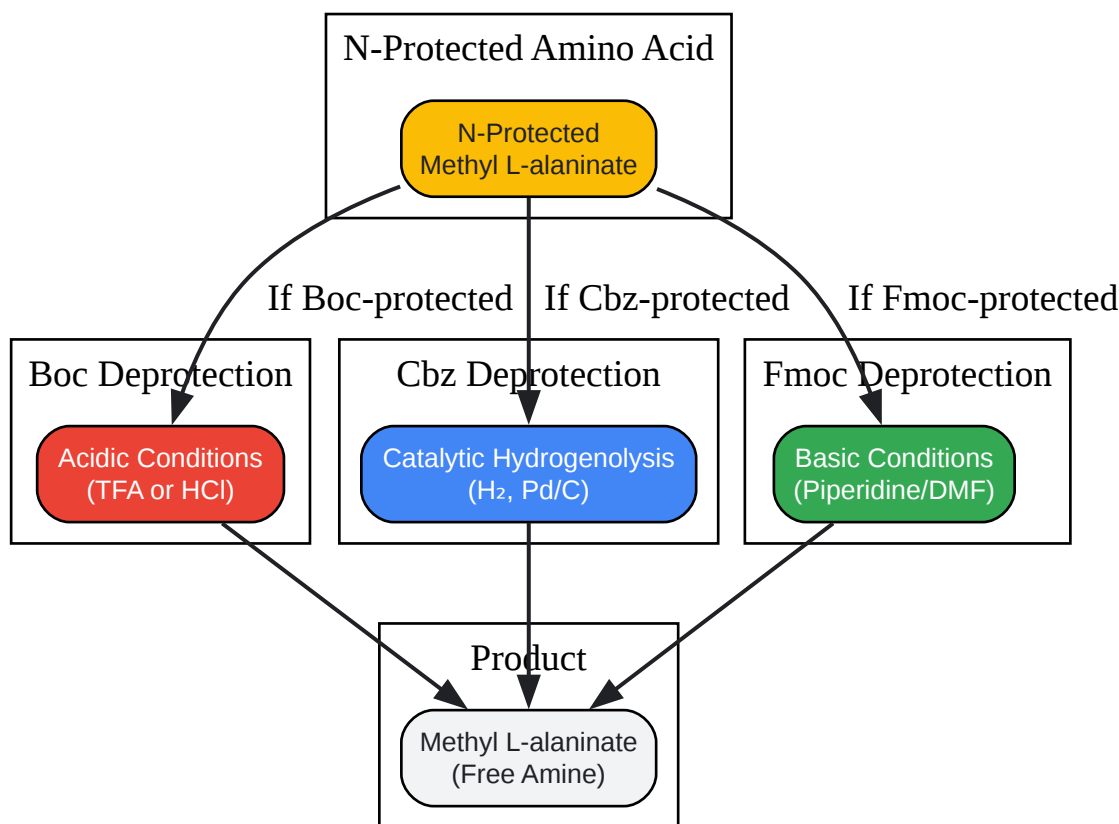 N-Protected Amino Acid
N-Protected
Methyl L-alaninate
If Boc-protected
If Cbz-protected
If Fmoc-protected
Boc Deprotection
Cbz Deprotection
Fmoc Deprotection
Acidic Conditions
(TFA or HCl)
Catalytic Hydrogenolysis
(H₂, Pd/C)
Basic Conditions
(Piperidine/DMF)
Product
Methyl L-alaninate
(Free Amine)